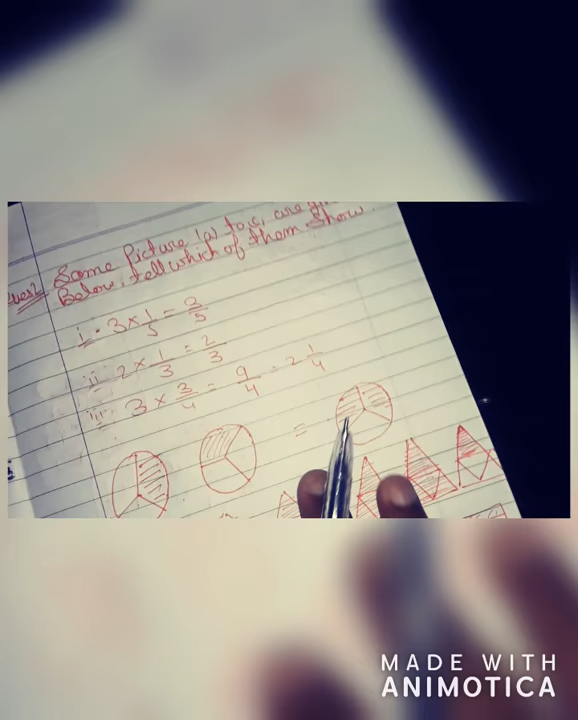 Ques2 Some Picture (a) to (c) are
Below. tell which of them Show.
i. 3 × 1/5 = 3/5
ii 2 × 1/3 = 2/3
iii 3 × 3/4 = 9/4 = 2 1/4
=
MADE WITH
ANIMOTICA